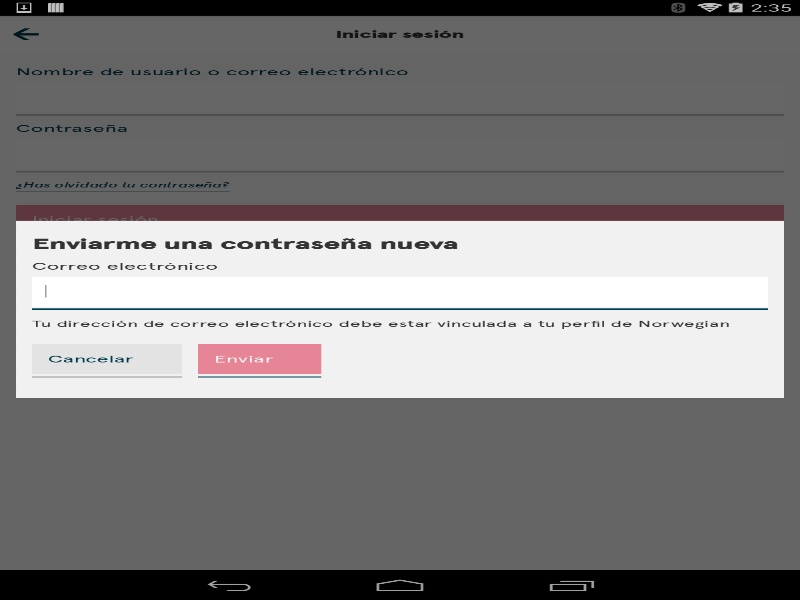 2:35
Iniciar sesión
Nombre de usuario o correo electrónico
Contraseña
¿Has olvidado tu contraseña?
Iniciar sesión
Enviarme una contraseña nueva
Correo electrónico
Tu dirección de correo electrónico debe estar vinculada a tu perfil de Norwegian
Cancelar
Enviar